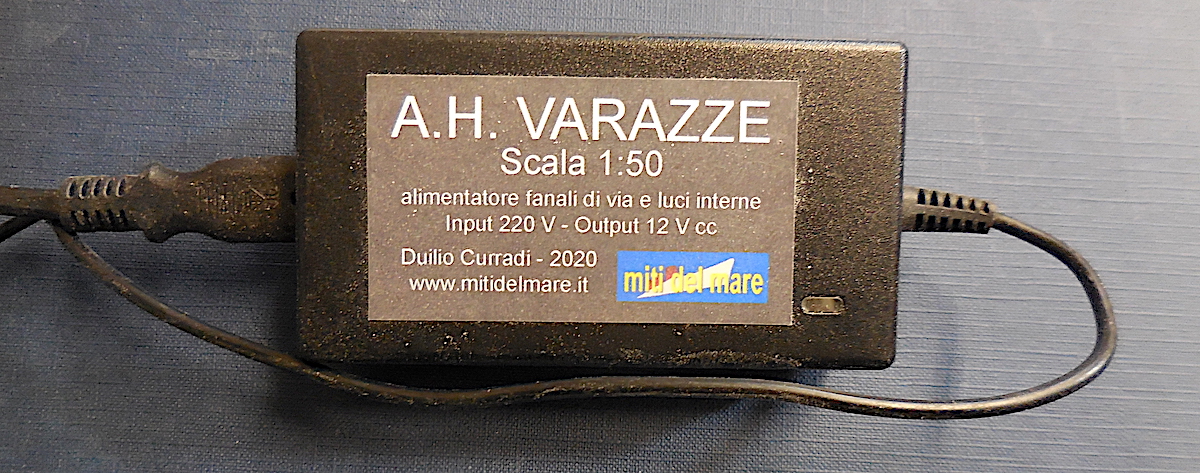 A.H. VARAZZE
Scala 1:50
alimentatore fanali di via e luci interne
Input 220 V - Output 12 V cc
Duilio Curradi - 2020
www.mitidelmare.it
miti del mare